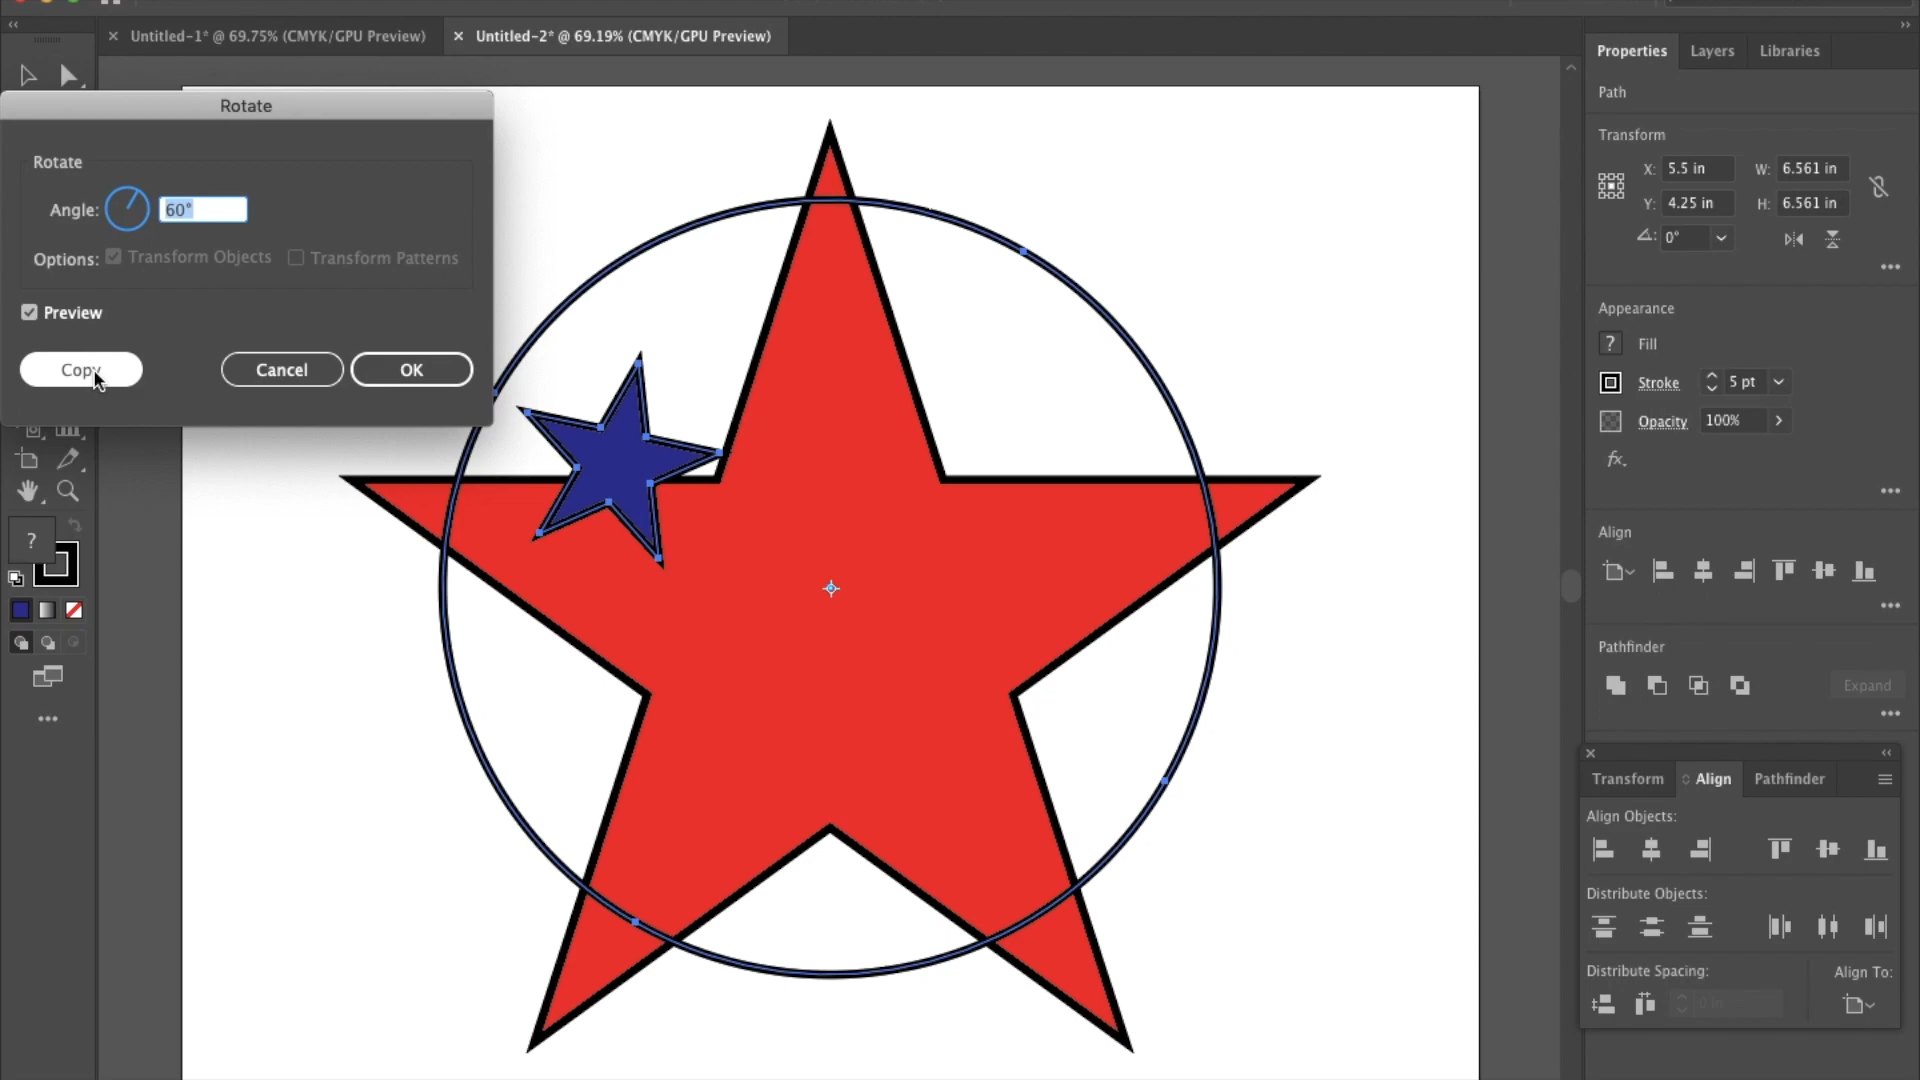 Untitled-1* @ 69.75% (CMYK/GPU Preview)
Untitled-2* @ 69.19% (CMYK/GPU Preview)
Rotate
Rotate
Angle:
60°
Options:
Transform Objects
Transform Patterns
Preview
Copy
Cancel
OK
?
Properties
Layers
Libraries
Path
Transform
X:
5.5 in
W:
6.561 in
Y:
4.25 in
H:
6.561 in
0°
Appearance
?
Fill
Stroke
5 pt
Opacity
100%
fx.
Align
Pathfinder
Expand
Transform
Align
Pathfinder
Align Objects:
Distribute Objects:
Distribute Spacing:
Align To:
0 in